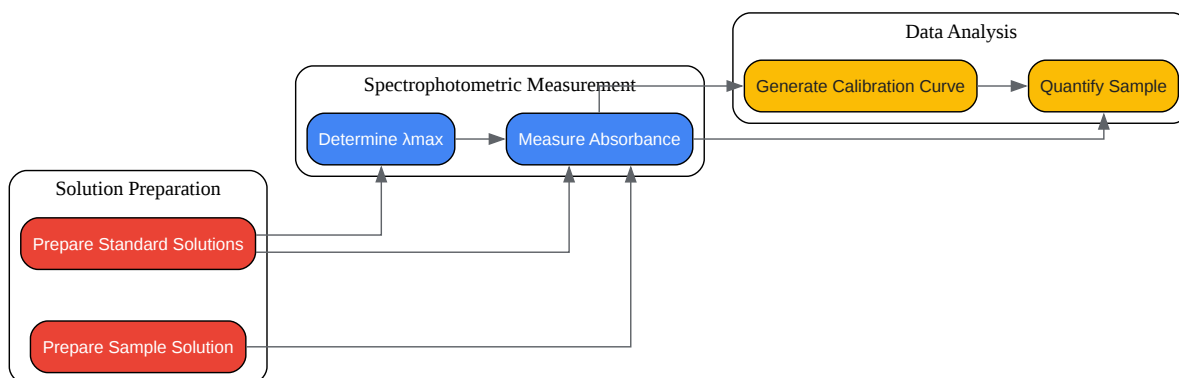 Data Analysis
Generate Calibration Curve
Quantify Sample
Spectrophotometric Measurement
Determine λmax
Measure Absorbance
Solution Preparation
Prepare Standard Solutions
Prepare Sample Solution